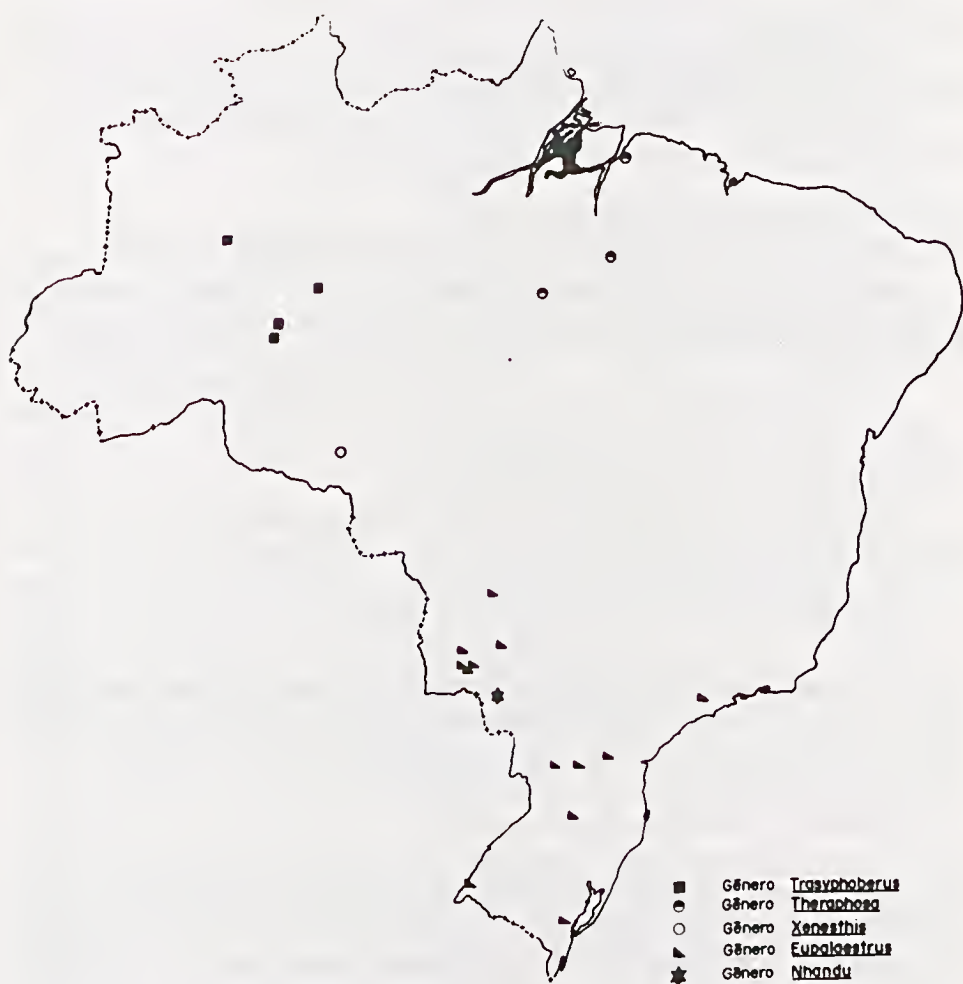 Gênero Trasyphoberus
Gênero Theraphosa
Gênero Xenesthis
Gênero Eupalaestrus
Gênero Nhandu